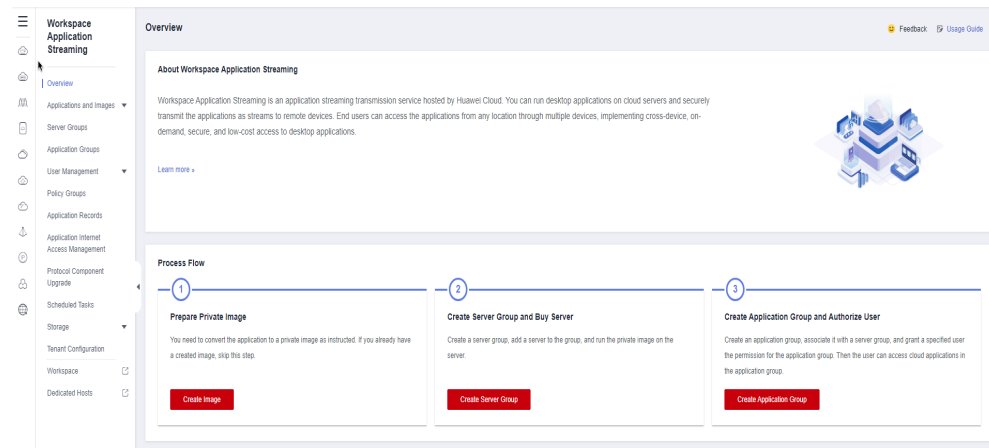 Workspace
Application
Streaming
Overview
Applications and Images
Server Groups
Application Groups
User Management
Policy Groups
Application Records
Application Internet
Access Management
Protocol Component
Upgrade
Scheduled Tasks
Storage
Tenant Configuration
Workspace
Dedicated Hosts
Overview
Feedback
Usage Guide
About Workspace Application Streaming
Workspace Application Streaming is an application streaming transmission service hosted by Huawei Cloud. You can run desktop applications on cloud servers and securely
transmit the applications as streams to remote devices. End users can access the applications from any location through multiple devices, implementing cross-device, on-
demand, secure, and low-cost access to desktop applications.
Learn more »
Process Flow
1
Prepare Private Image
You need to convert the application to a private image as instructed. If you already have
a created image, skip this step.
Create Image
2
Create Server Group and Buy Server
Create a server group, add a server to the group, and run the private image on the
server.
Create Server Group
3
Create Application Group and Authorize User
Create an application group, associate it with a server group, and grant a specified user
the permission for the application group. Then the user can access cloud applications in
the application group.
Create Application Group